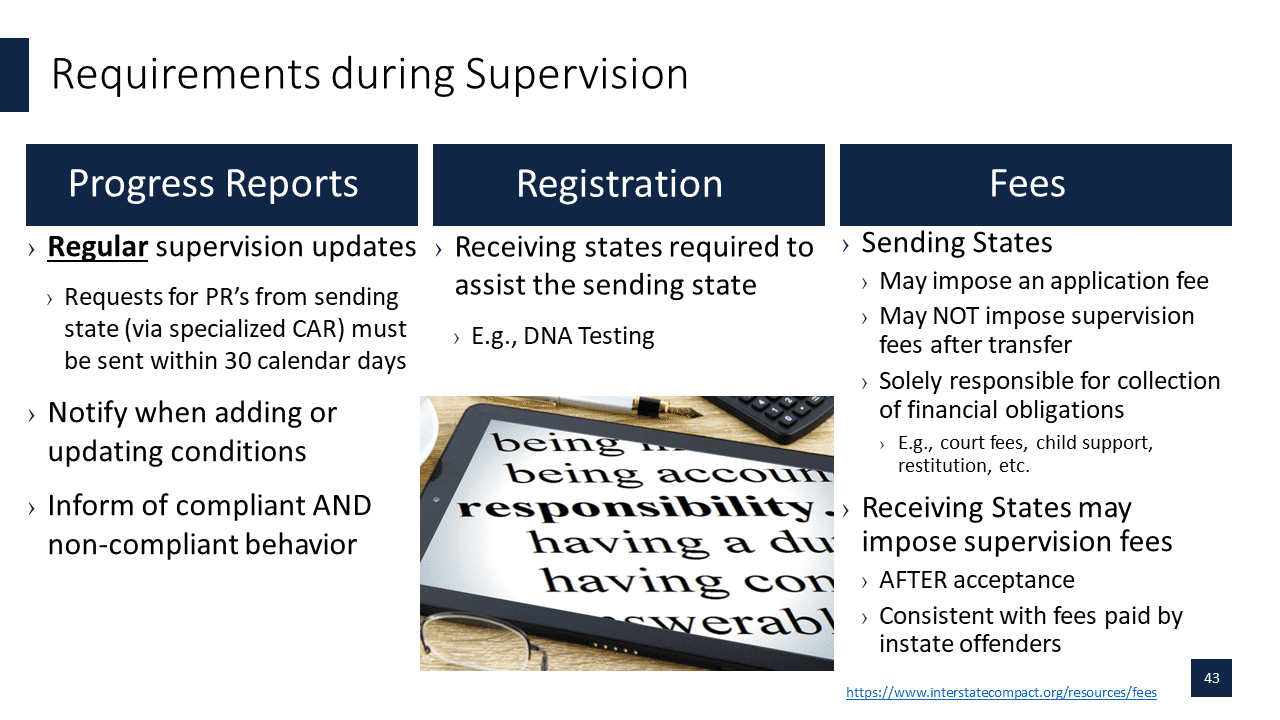 Requirements during Supervision
Progress Reports
› Regular supervision updates
› Requests for PR’s from sending
state (via specialized CAR) must
be sent within 30 calendar days
› Notify when adding or
updating conditions
› Inform of compliant AND
non-compliant behavior
Registration
› Receiving states required to
assist the sending state
› E.g., DNA Testing
being
being accoun
responsibility.
having a du
having con
swerabl
Fees
› Sending States
› May impose an application fee
› May NOT impose supervision
fees after transfer
› Solely responsible for collection
of financial obligations
› E.g., court fees, child support,
restitution, etc.
› Receiving States may
impose supervision fees
› AFTER acceptance
› Consistent with fees paid by
instate offenders
https://www.interstatecompact.org/resources/fees
43